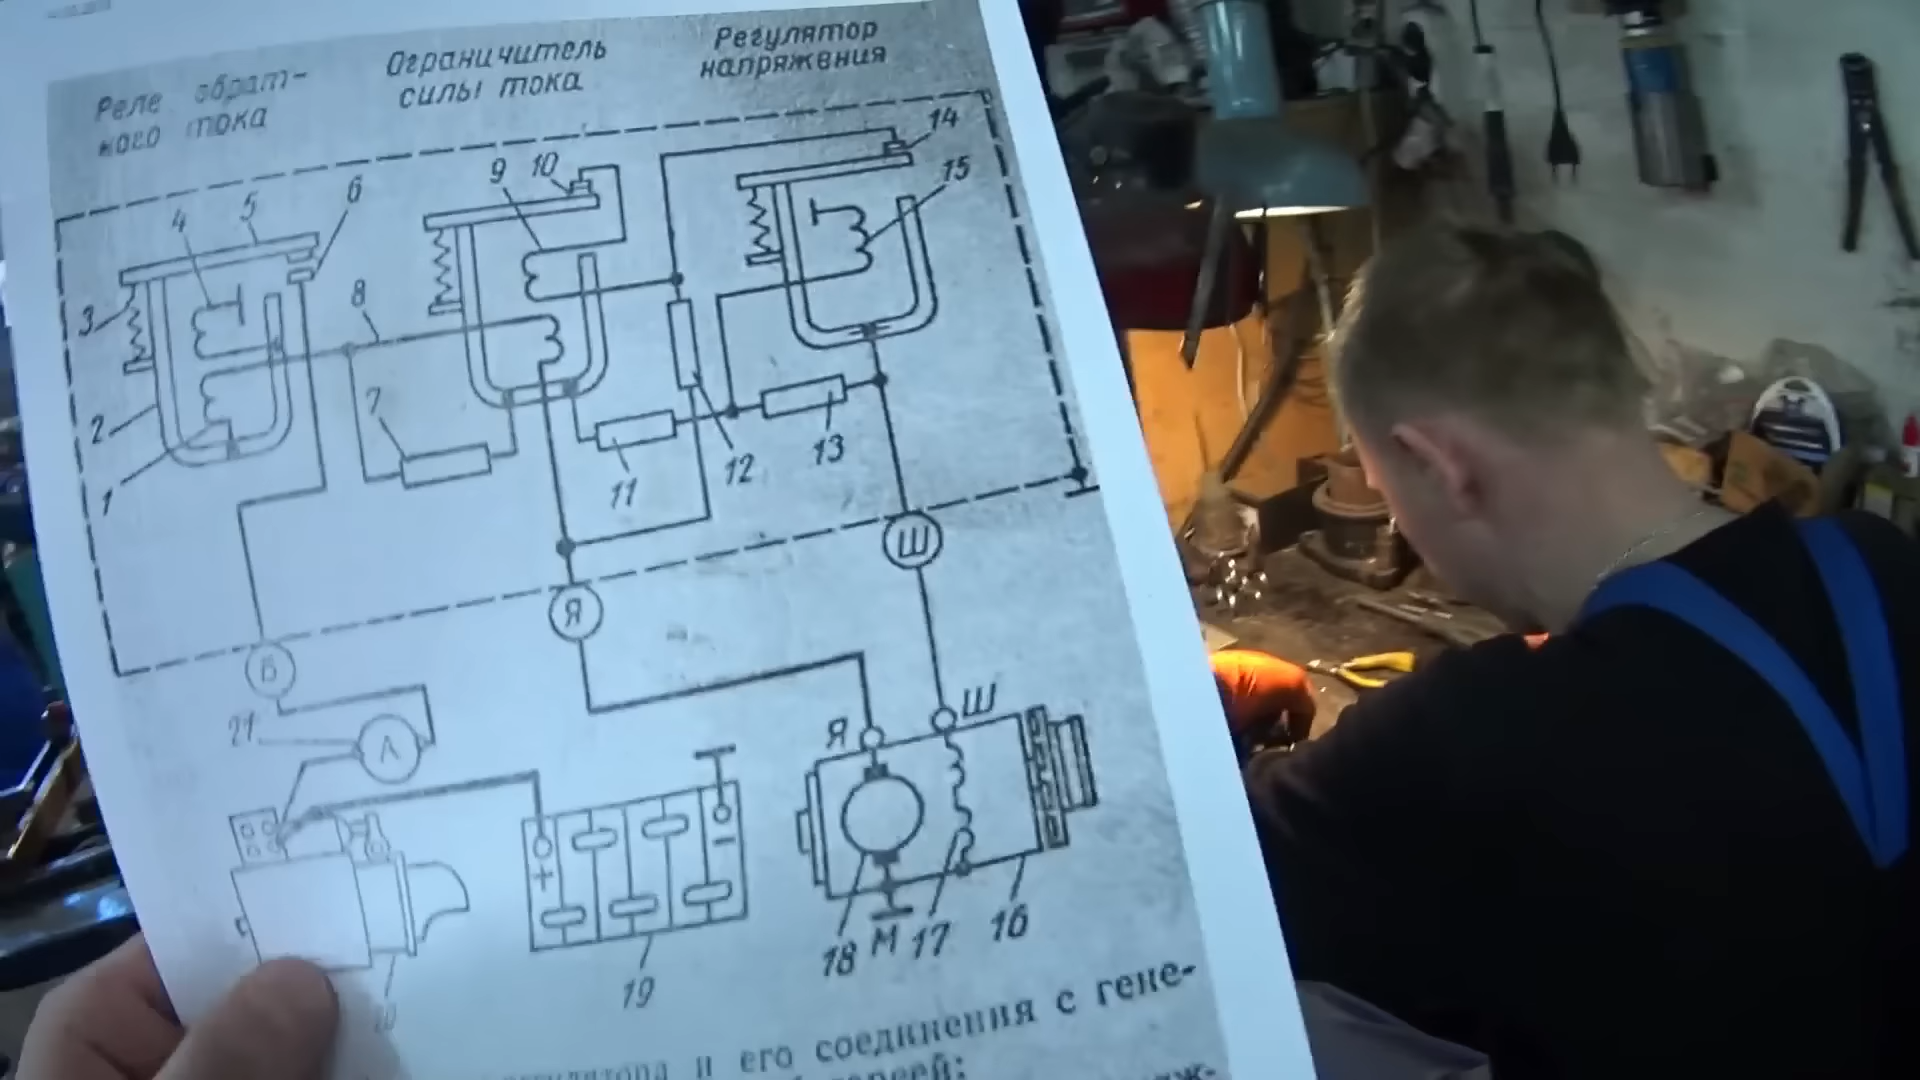 Реле обрат-
ного тока
Ограничитель
силы тока
Регулятор
напряжения
14
15
9
10
6
5
4
8
3
7
2
1
11
12
13
Ш
Я
Б
21
А
Я
Ш
+
−
18
М
17
16
19
и его соединения с гене-